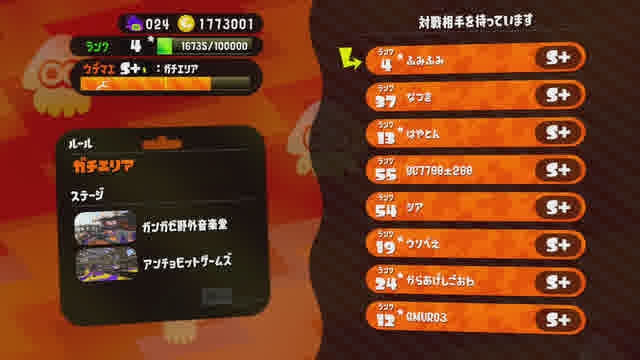 024 1773001
ランク 4* 16735/100000
ウデマエ S+ : ガチエリア
ルール
ガチエリア
ステージ
ガンガゼ野外音楽堂
アンチョビットゲームズ
対戦相手を待っています
ランク 4* ふみふみ S+
ランク 37 なつき S+
ランク 13* はやとん S+
ランク 55 S+
ランク 54 シア S+
ランク 19* ウリべえ S+
ランク 24* からあげしごおわ S+
ランク 12* S+